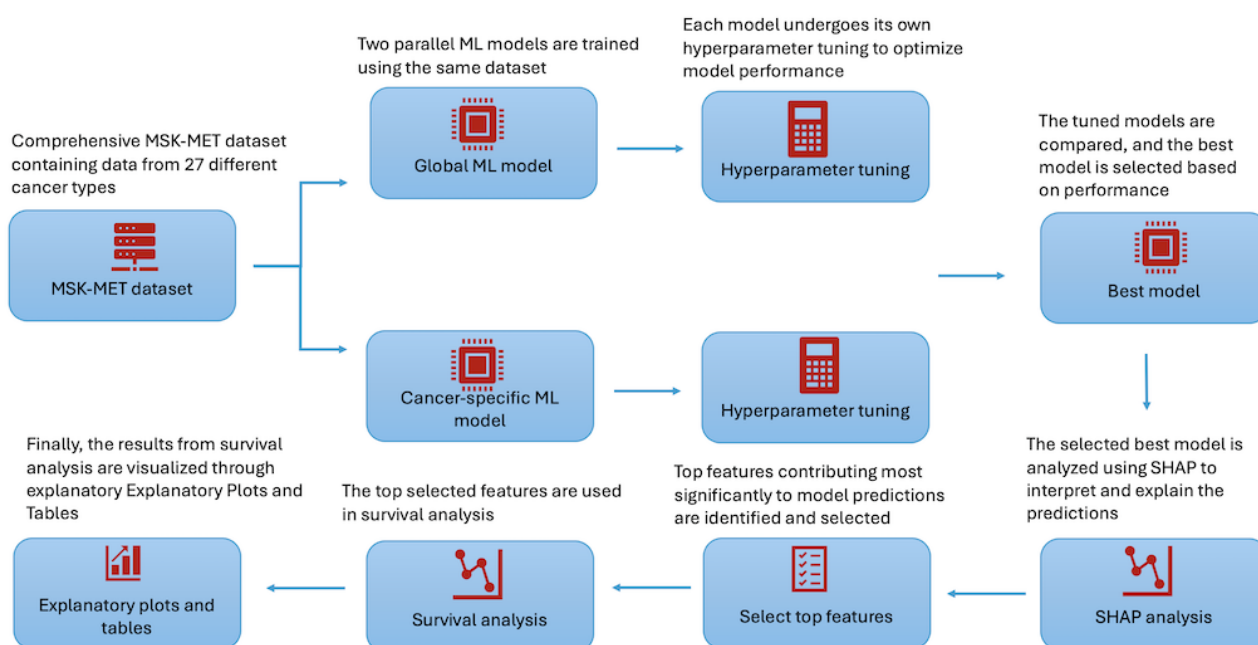 Two parallel ML models are trained
using the same dataset
Global ML model
Each model undergoes its own
hyperparameter tuning to optimize
model performance
Hyperparameter tuning
Comprehensive MSK-MET dataset
containing data from 27 different
cancer types
MSK-MET dataset
The tuned models are
compared, and the best
model is selected based
on performance
Best model
Cancer-specific ML
model
Hyperparameter tuning
Finally, the results from survival
analysis are visualized through
explanatory Explanatory Plots and
Tables
Explanatory plots and
tables
The top selected features are used
in survival analysis
Survival analysis
Top features contributing most
significantly to model predictions
are identified and selected
Select top features
The selected best model is
analyzed using SHAP to
interpret and explain the
predictions
SHAP analysis